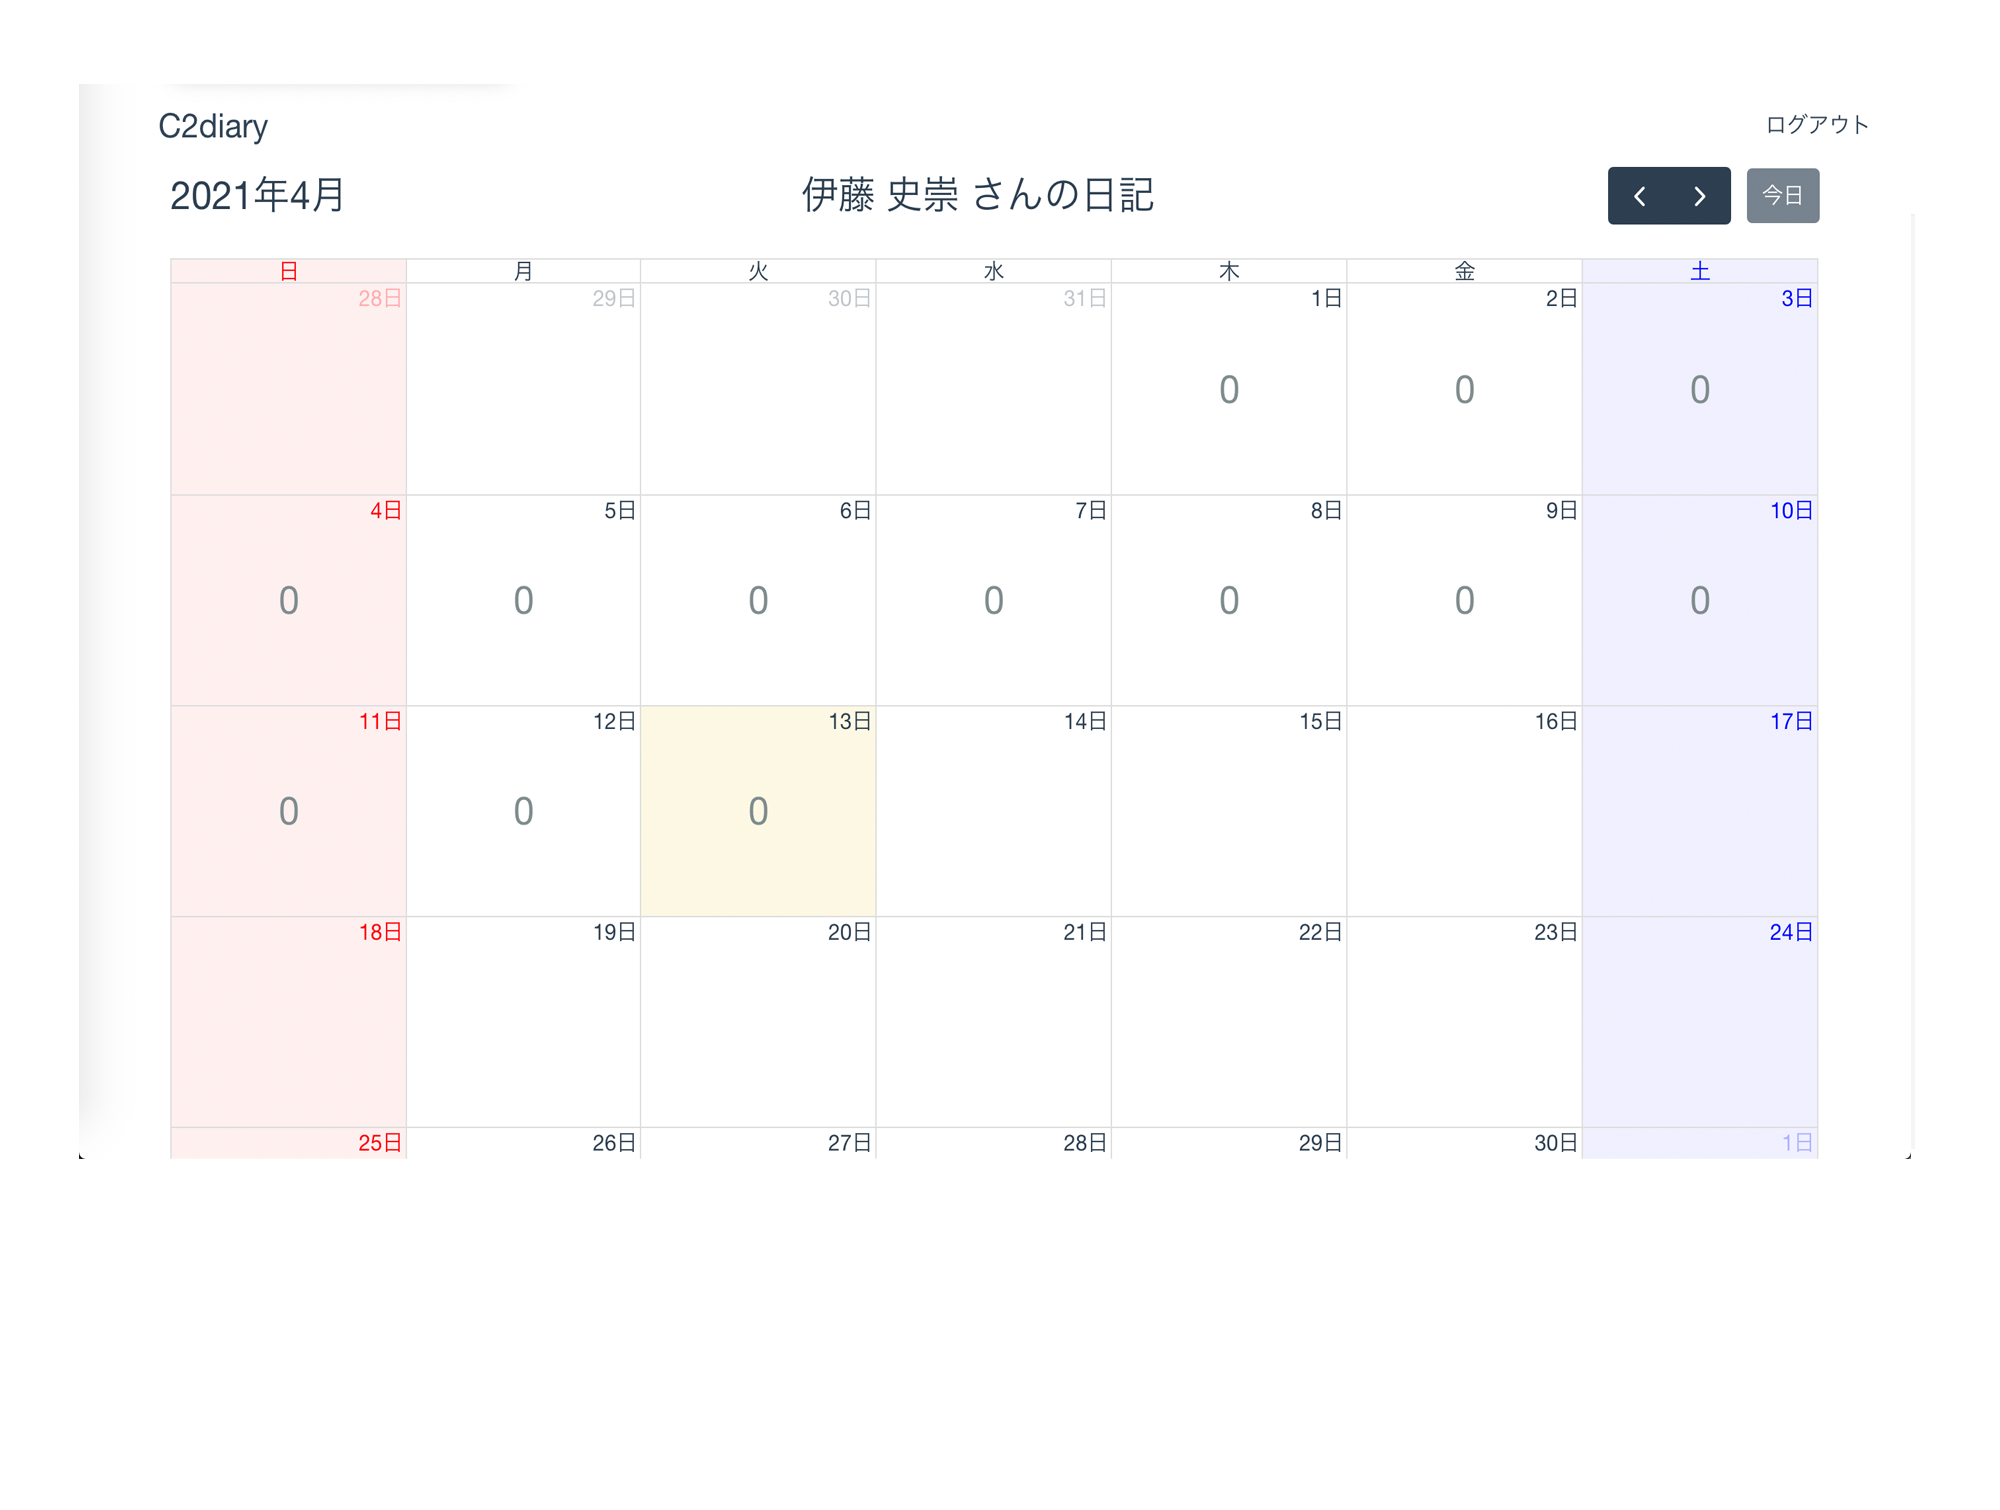 C2diary
ログアウト
2021年4月
伊藤 史崇 さんの日記
今日
日 月 火 水 木 金 土
28日 29日 30日 31日 1日 2日 3日
0 0 0
4日 5日 6日 7日 8日 9日 10日
0 0 0 0 0 0 0
11日 12日 13日 14日 15日 16日 17日
0 0 0
18日 19日 20日 21日 22日 23日 24日
25日 26日 27日 28日 29日 30日 1日